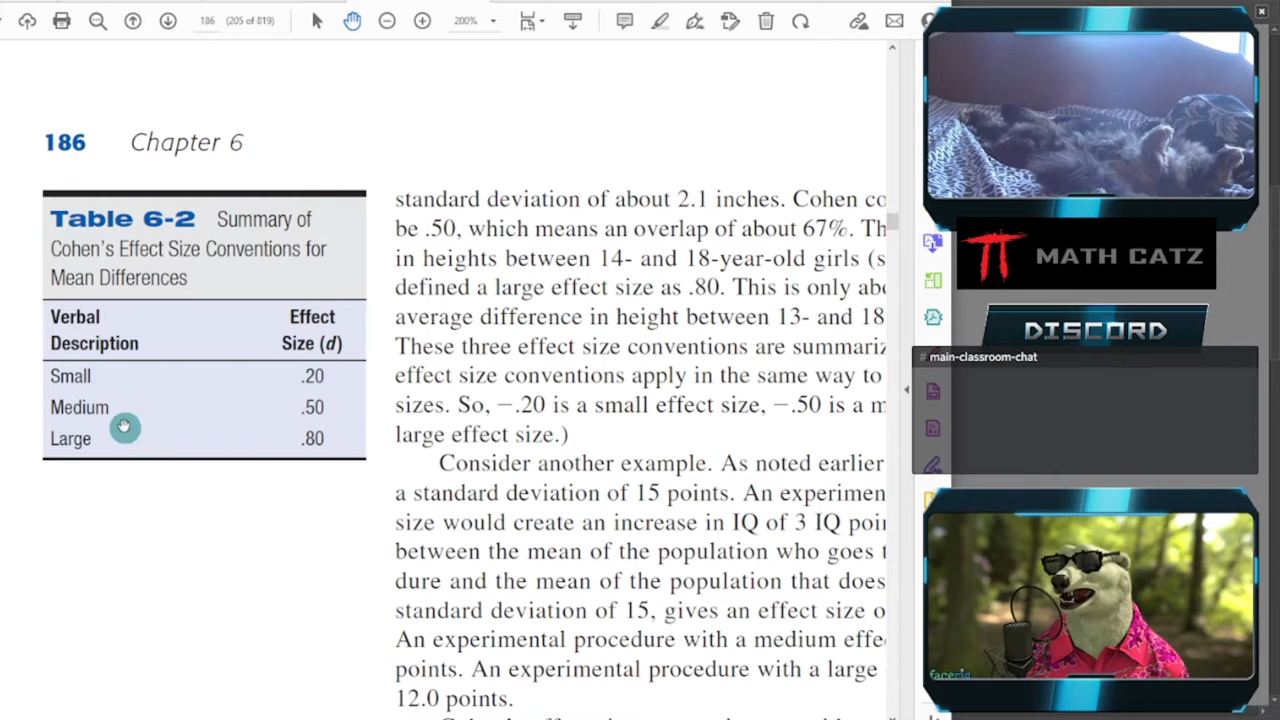 186 (205 of 819) 200%
186 Chapter 6
Table 6-2 Summary of
Cohen's Effect Size Conventions for
Mean Differences
Verbal Effect
Description Size (d)
Small .20
Medium .50
Large .80
standard deviation of about 2.1 inches. Cohen co
be .50, which means an overlap of about 67%. Th
in heights between 14- and 18-year-old girls (s
defined a large effect size as .80. This is only abo
average difference in height between 13- and 18
These three effect size conventions are summariz
effect size conventions apply in the same way to
sizes. So, −.20 is a small effect size, −.50 is a m
large effect size.)
Consider another example. As noted earlier
a standard deviation of 15 points. An experimen
size would create an increase in IQ of 3 IQ poin
between the mean of the population who goes t
dure and the mean of the population that does
standard deviation of 15, gives an effect size o
An experimental procedure with a medium effe
points. An experimental procedure with a large
12.0 points.
MATH CATZ
DISCORD
# main-classroom-chat
facerig